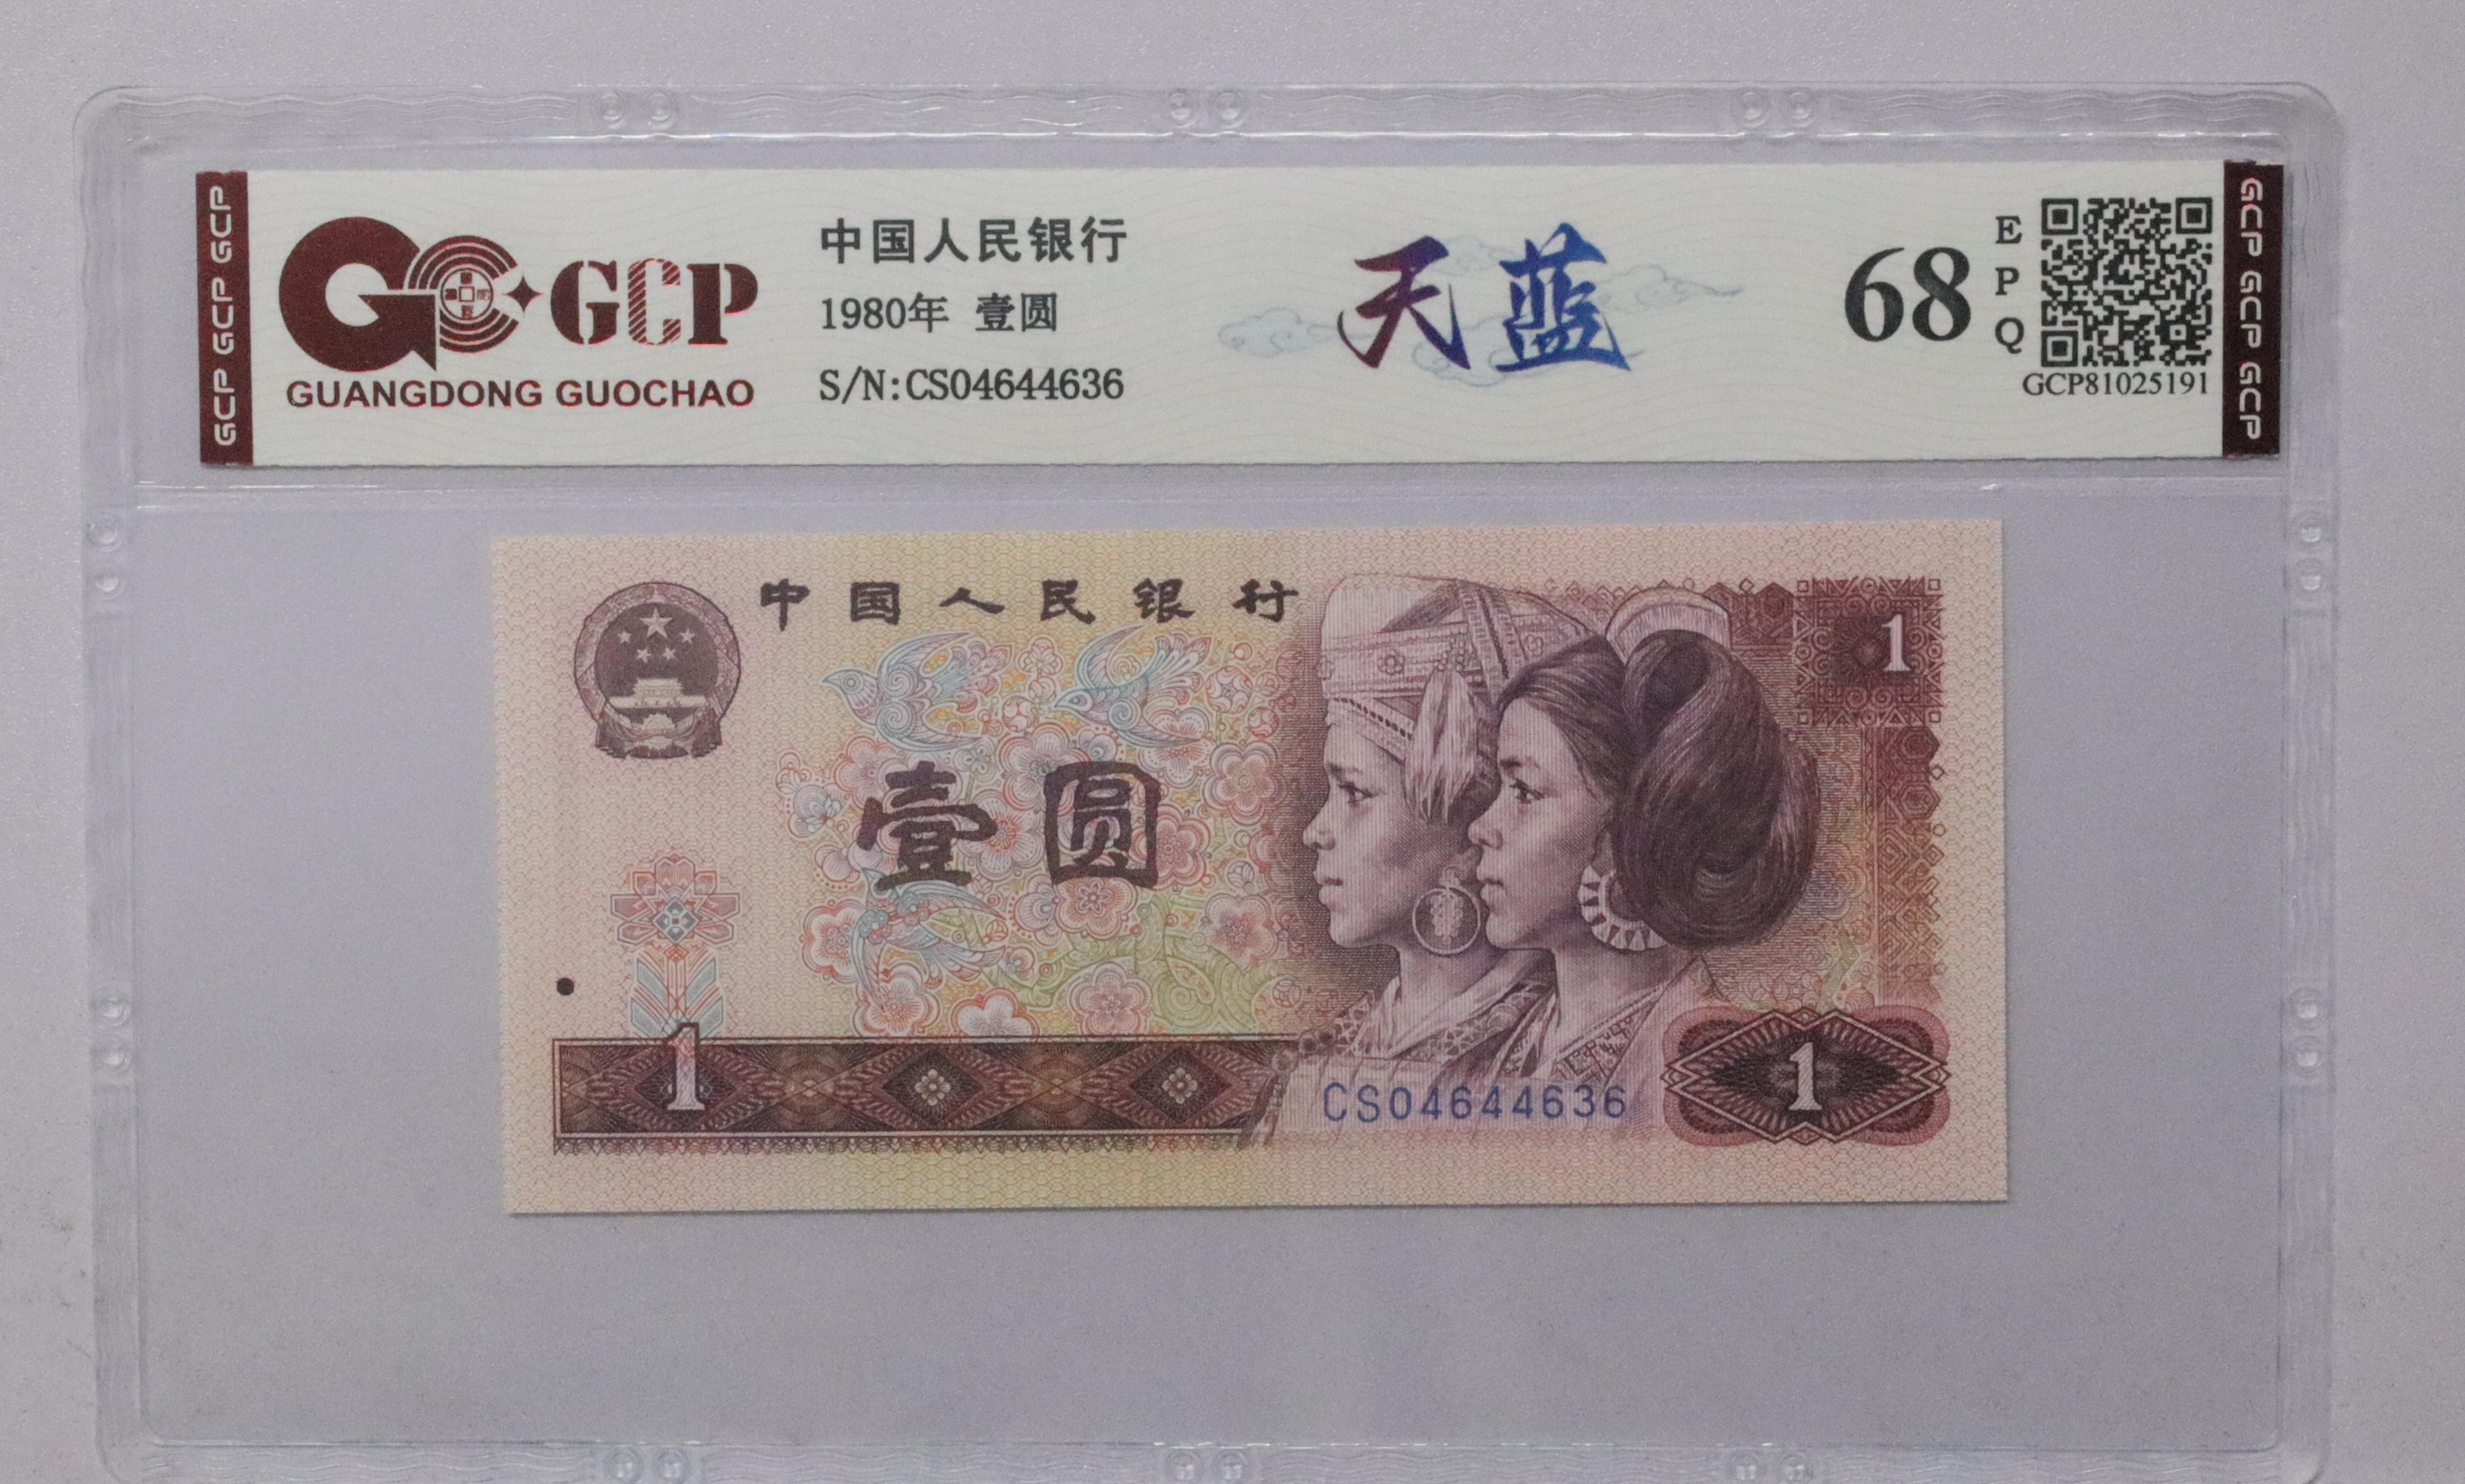 GCP GCP GCP
GCP
GUANGDONG GUOCHAO
中国人民银行
1980年 壹圆
S/N:CS04644636
天蓝
68
EPQ
GCP81025191
GCP GCP GCP
中国人民银行
1
壹圆
1
CS04644636
1